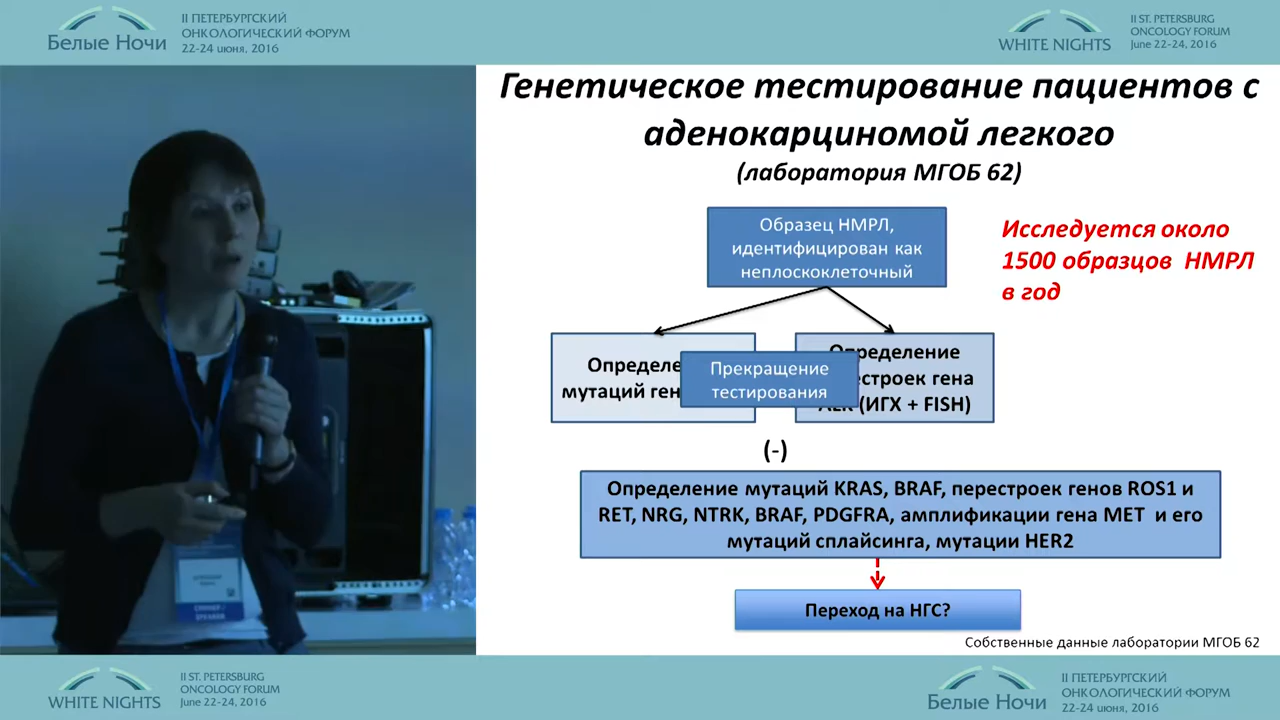 II ПЕТЕРБУРГСКИЙ
ОНКОЛОГИЧЕСКИЙ ФОРУМ
Белые Ночи
22-24 июня, 2016
II ST. PETERSBURG
ONCOLOGY FORUM
WHITE NIGHTS
June 22-24, 2016
Генетическое тестирование пациентов с
аденокарциномой легкого
(лаборатория МГОБ 62)
Образец НМРЛ,
идентифицирован как
неплоскоклеточный
Исследуется около
1500 образцов НМРЛ
в год
мутаций
Прекращение
тестирования
Определение
гена
(ИГХ + FISH)
(-)
Определение мутаций KRAS, BRAF, перестроек генов ROS1 и
RET, NRG, NTRK, BRAF, PDGFRA, амплификации гена MET и его
мутаций сплайсинга, мутации HER2
Переход на НГС?
Собственные данные лаборатории МГОБ 62
II ST. PETERSBURG
ONCOLOGY FORUM
WHITE NIGHTS
June 22-24, 2016
II ПЕТЕРБУРГСКИЙ
ОНКОЛОГИЧЕСКИЙ ФОРУМ
Белые Ночи
22-24 июня, 2016